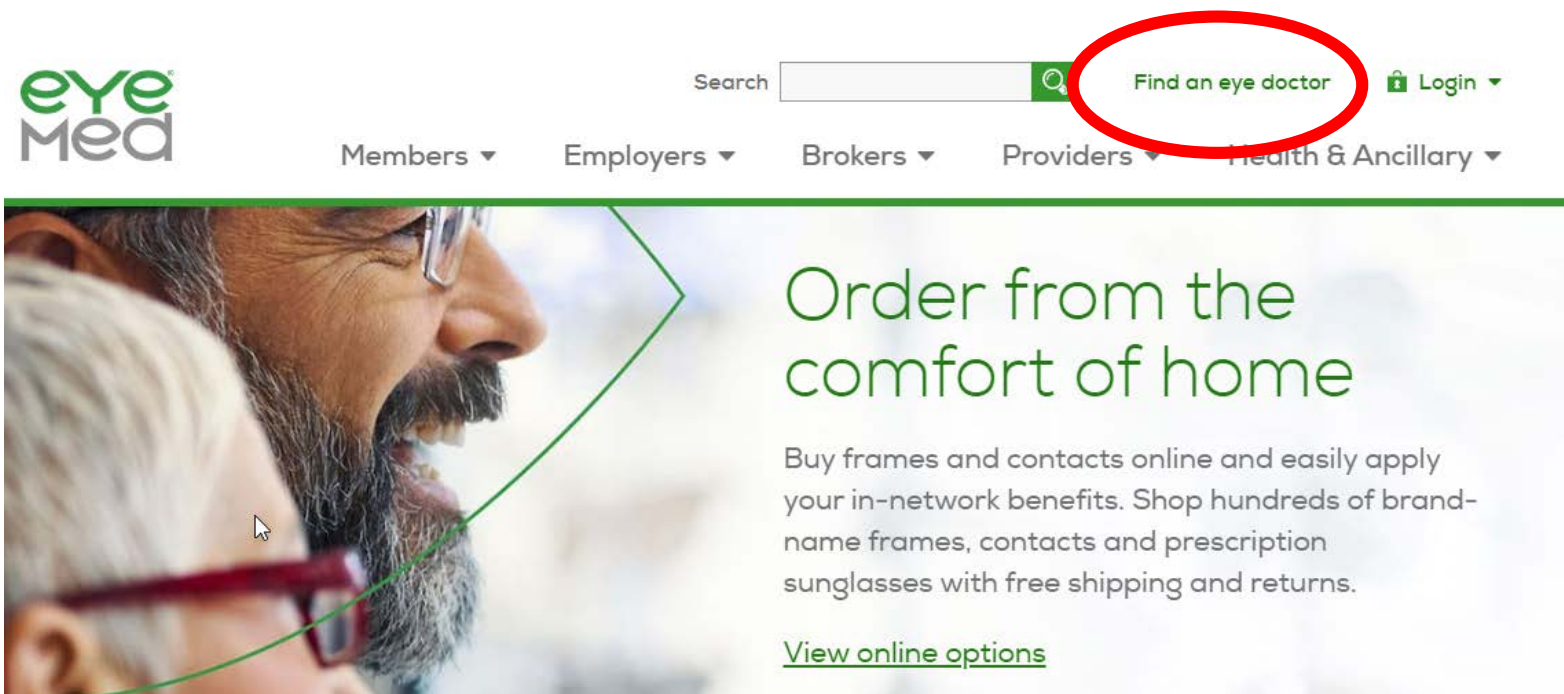 eye
Med
Search
Find an eye doctor
Login
Members
Employers
Brokers
Providers
Health & Ancillary
Order from the
comfort of home
Buy frames and contacts online and easily apply
your in-network benefits. Shop hundreds of brand-
name frames, contacts and prescription
sunglasses with free shipping and returns.
View online options